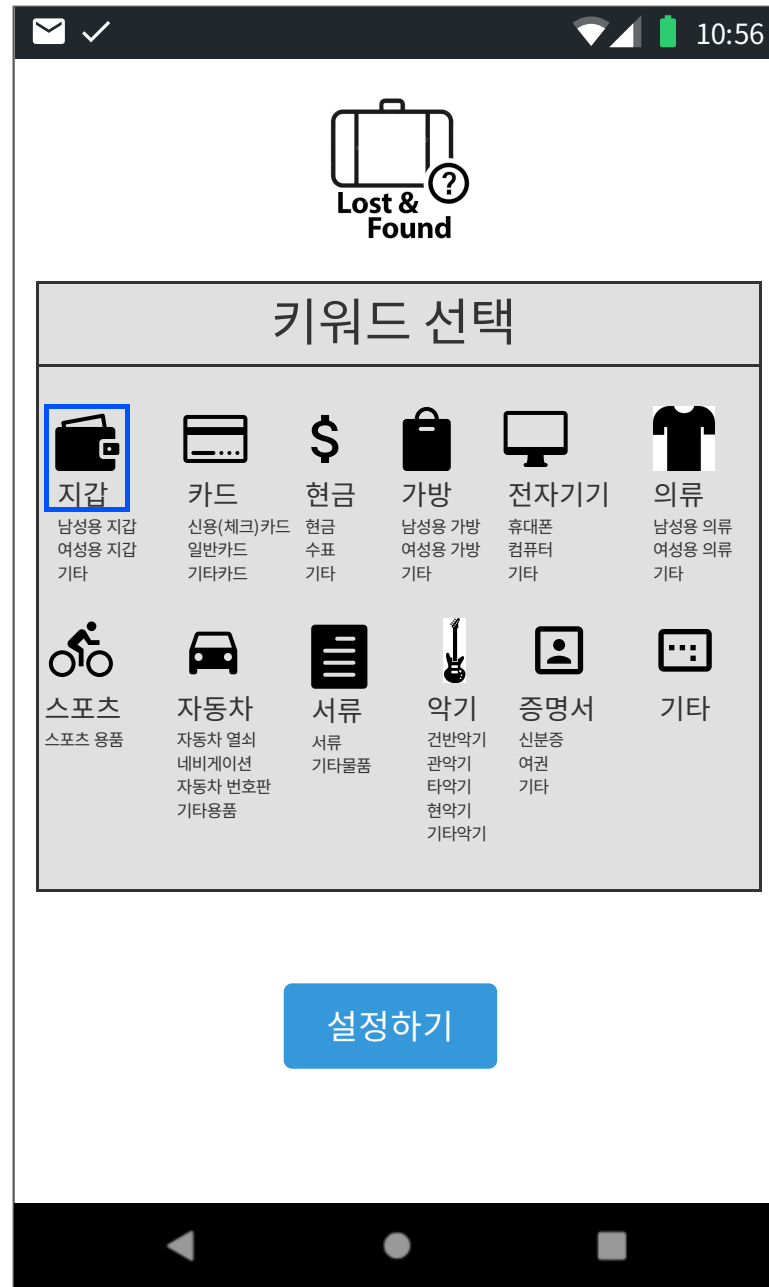 10:56
Lost &
Found
키워드 선택
지갑 카드 현금 가방 전자기기 의류
남성용 지갑 신용(체크)카드 현금 남성용 가방 휴대폰 남성용 의류
여성용 지갑 일반카드 수표 여성용 가방 컴퓨터 여성용 의류
기타 기타카드 기타 기타 기타 기타
스포츠 자동차 서류 악기 증명서 기타
스포츠 용품 자동차 열쇠 서류 건반악기 신분증
네비게이션 기타물품 관악기 여권
자동차 번호판 타악기 기타
기타용품 현악기
기타악기
설정하기